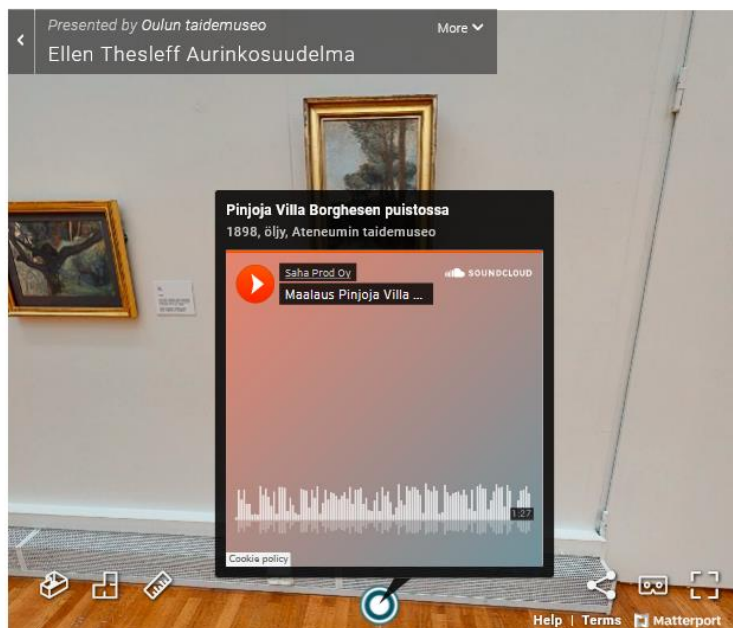 Presented by Oulun taidemuseo
More
Ellen Thesleff Aurinkosuudelma
Pinjoja Villa Borghesen puistossa
1898, öljy, Ateneumin taidemuseo
Saha Prod Oy
SOUNDCLOUD
Maalaus Pinjoja Villa ...
1:27
Cookie policy
Help | Terms Matterport